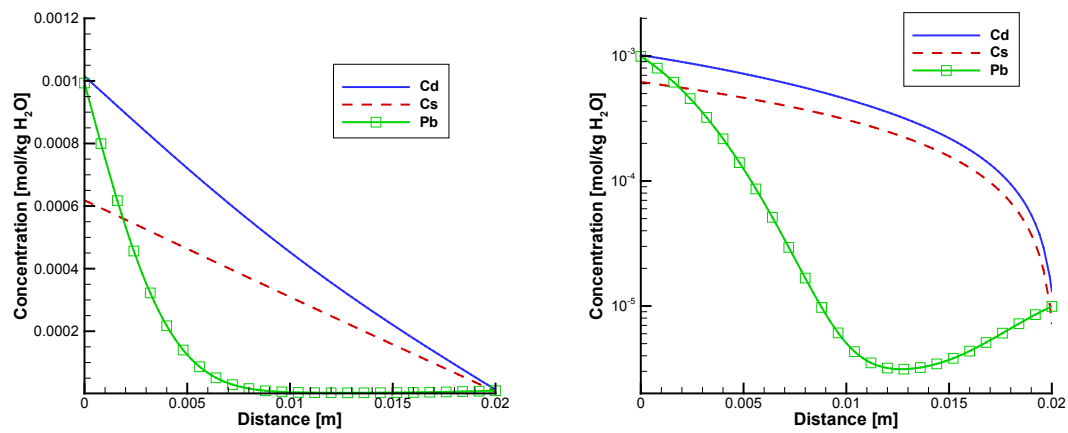 Concentration [mol/kg H₂O]
0.0012
0.001
0.0008
0.0006
0.0004
0.0002
0
0.005
0.01
0.015
0.02
Distance [m]
Cd
Cs
Pb
Concentration [mol/kg H₂O]
10⁻³
10⁻⁴
10⁻⁵
0
0.005
0.01
0.015
0.02
Distance [m]
Cd
Cs
Pb